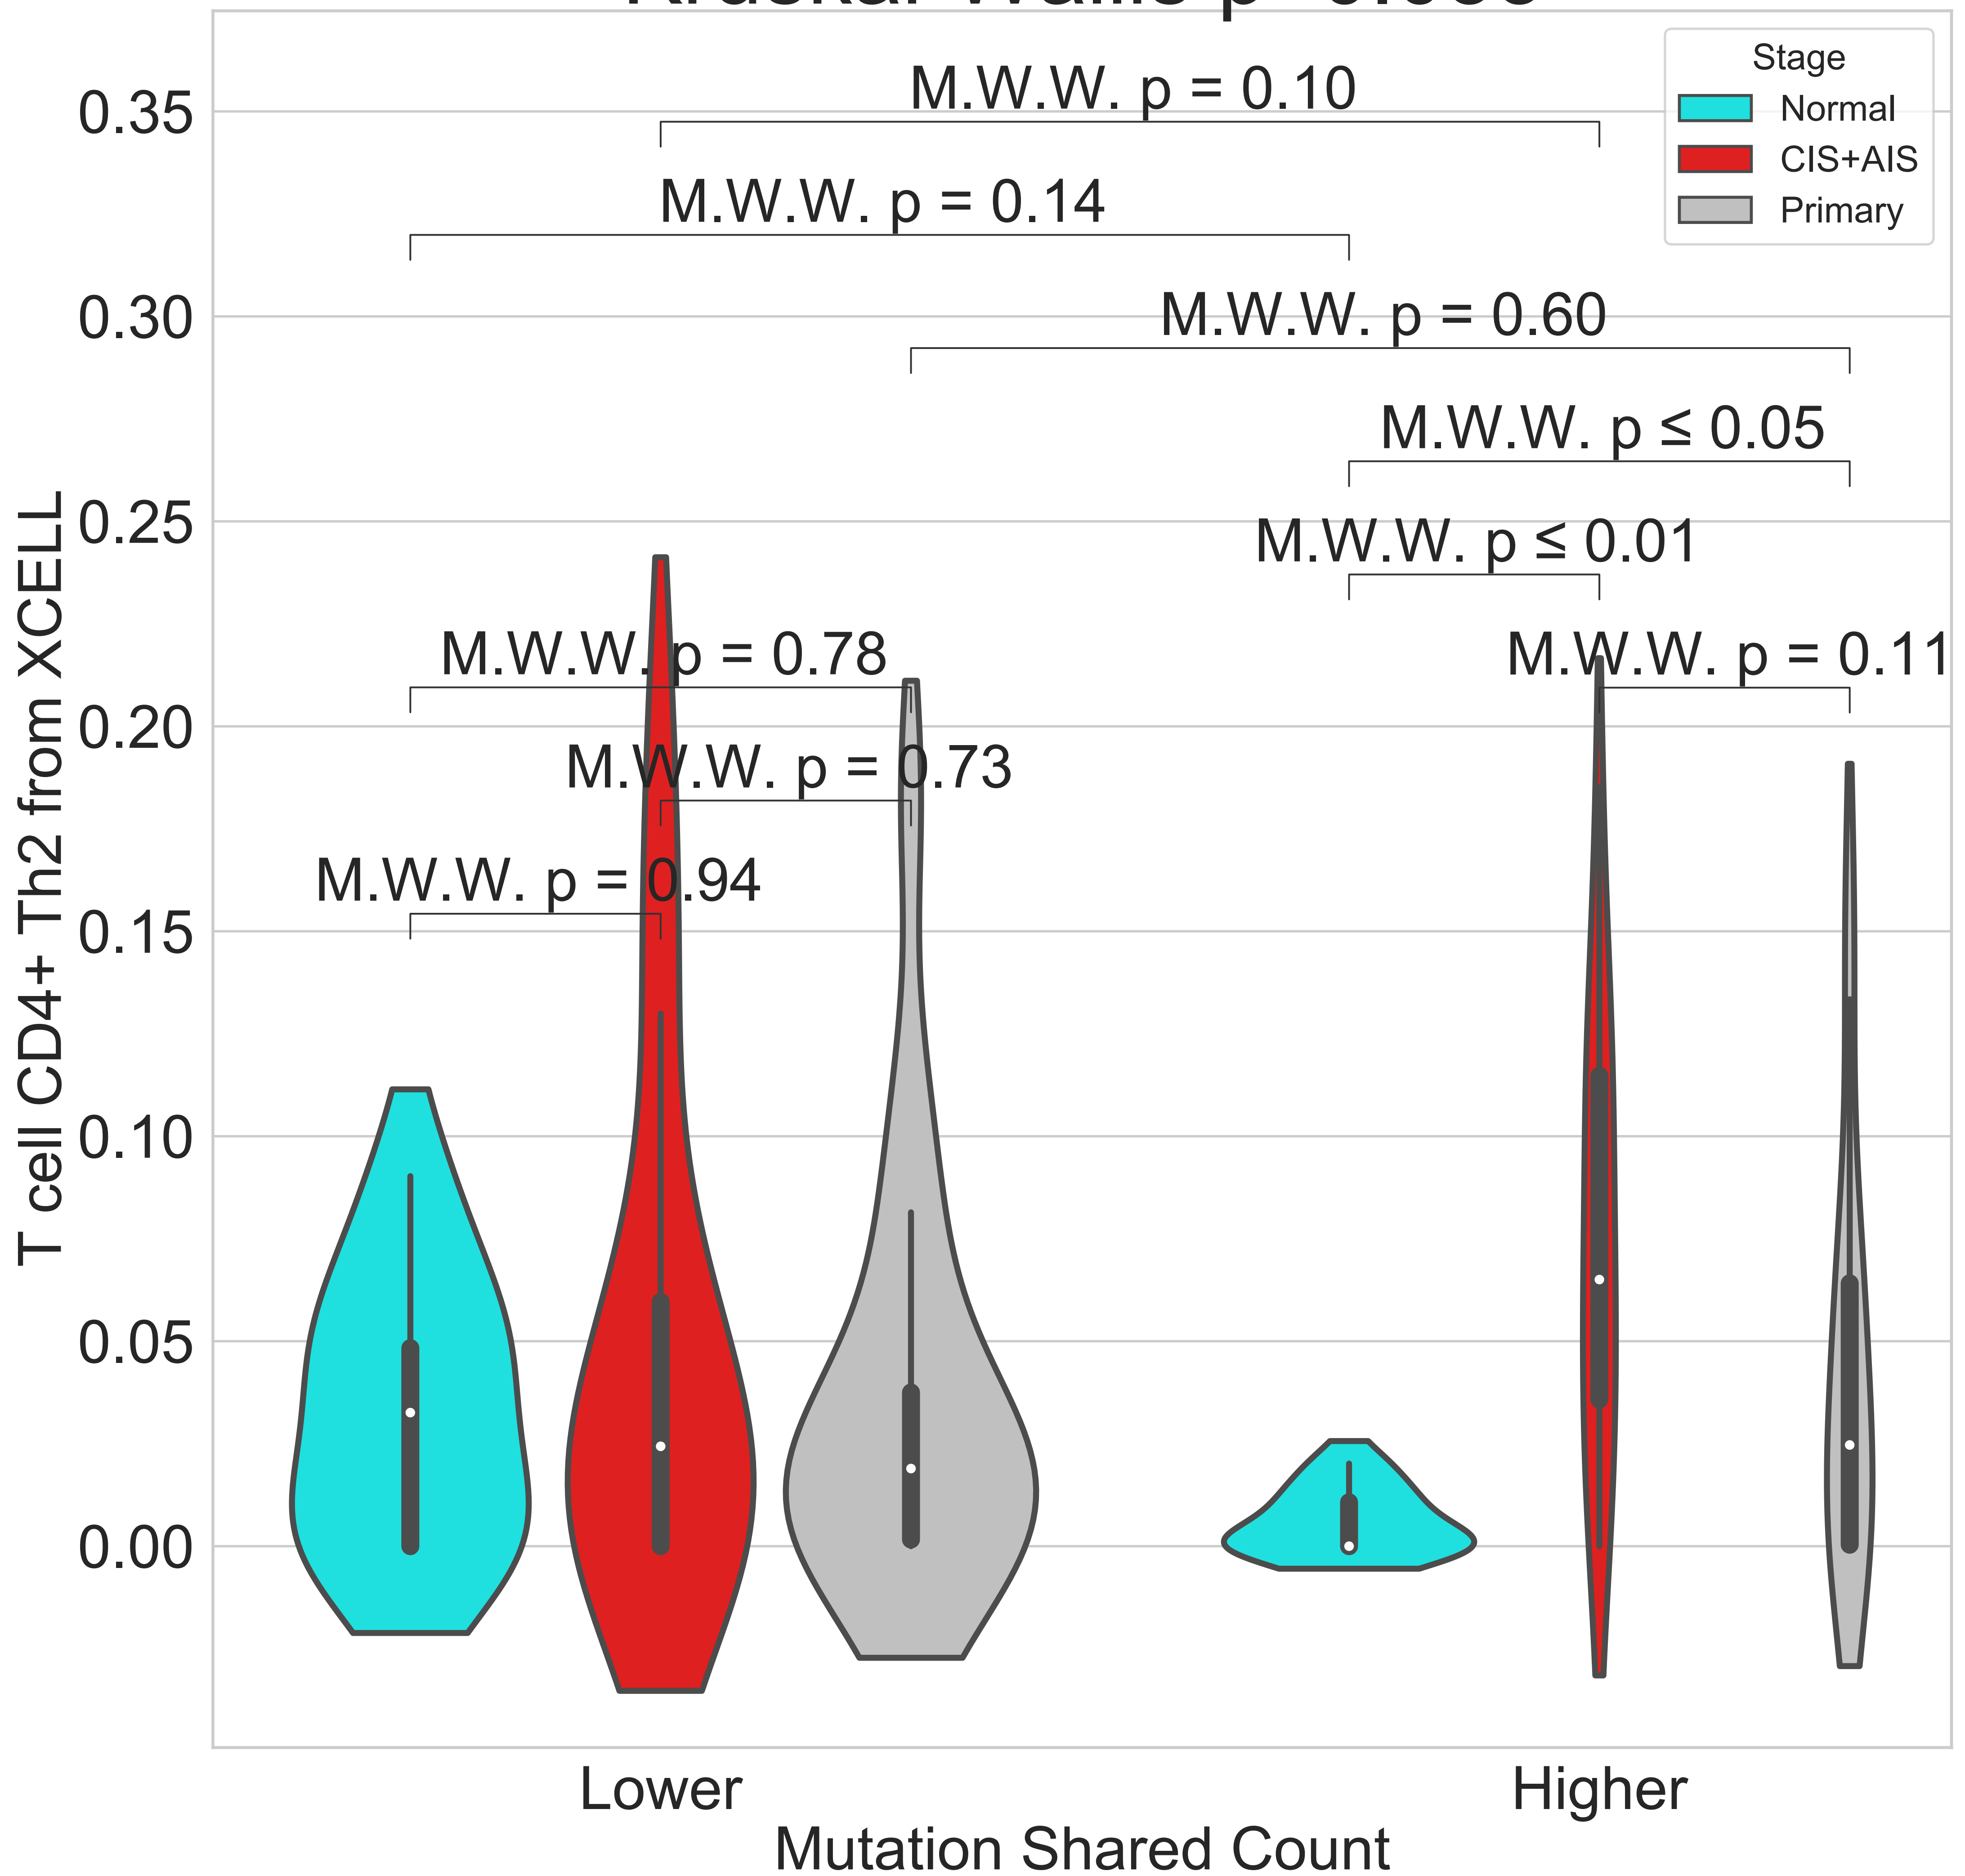 Stage
Normal
CIS+AIS
Primary
M.W.W. p = 0.10
M.W.W. p = 0.14
M.W.W. p = 0.60
M.W.W. p ≤ 0.05
M.W.W. p ≤ 0.01
M.W.W. p = 0.78
M.W.W. p = 0.11
M.W.W. p = 0.73
M.W.W. p = 0.94
T cell CD4+ Th2 from XCELL
0.35
0.30
0.25
0.20
0.15
0.10
0.05
0.00
Lower
Higher
Mutation Shared Count